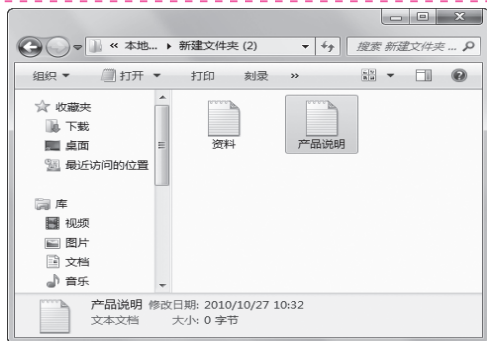 « 本地... ▸ 新建文件夹 (2)
搜索 新建文件夹 ...
组织 ▼ 打开 ▼ 打印 刻录 »
收藏夹
下载
桌面
最近访问的位置
库
视频
图片
文档
音乐
资料
产品说明
产品说明 修改日期: 2010/10/27 10:32
文本文档 大小: 0 字节